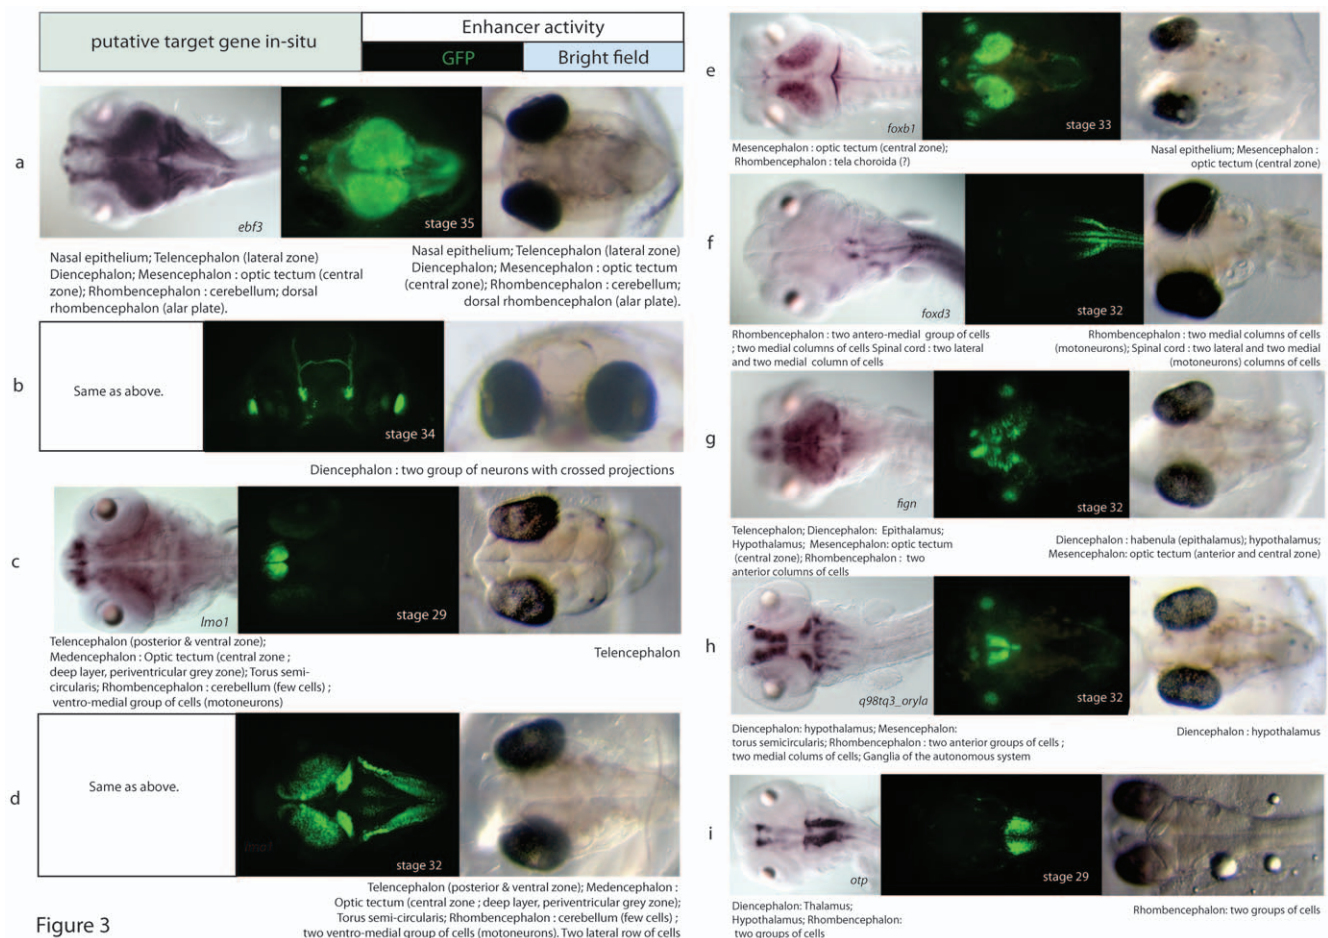 putative target gene in-situ
Enhancer activity
GFP
Bright field
a
ebf3
stage 35
Nasal epithelium; Telencephalon (lateral zone)
Diencephalon; Mesencephalon : optic tectum (central
zone); Rhombencephalon : cerebellum; dorsal
rhombencephalon (alar plate).
Nasal epithelium; Telencephalon (lateral zone)
Diencephalon; Mesencephalon : optic tectum
(central zone); Rhombencephalon : cerebellum;
dorsal rhombencephalon (alar plate).
b
Same as above.
stage 34
Diencephalon : two group of neurons with crossed projections
c
lmo1
stage 29
Telencephalon (posterior & ventral zone);
Medencephalon : Optic tectum (central zone ;
deep layer, periventricular grey zone); Torus semi-
circularis; Rhombencephalon : cerebellum (few cells) ;
ventro-medial group of cells (motoneurons)
Telencephalon
d
Same as above.
lmo1
stage 32
Telencephalon (posterior & ventral zone); Medencephalon :
Optic tectum (central zone ; deep layer, periventricular grey zone);
Torus semi-circularis; Rhombencephalon : cerebellum (few cells) ;
two ventro-medial group of cells (motoneurons). Two lateral row of cells
Figure 3
e
foxb1
stage 33
Mesencephalon : optic tectum (central zone);
Rhombencephalon : tela choroida (?)
Nasal epithelium; Mesencephalon :
optic tectum (central zone)
f
foxd3
stage 32
Rhombencephalon : two antero-medial group of cells
; two medial columns of cells Spinal cord : two lateral
and two medial column of cells
Rhombencephalon : two medial columns of cells
(motoneurons); Spinal cord : two lateral and two medial
(motoneurons) columns of cells
g
fign
stage 32
Telencephalon; Diencephalon: Epithalamus;
Hypothalamus; Mesencephalon: optic tectum
(central zone); Rhombencephalon : two
anterior columns of cells
Diencephalon : habenula (epithalamus); hypothalamus;
Mesencephalon: optic tectum (anterior and central zone)
h
q98tq3_oryla
stage 32
Diencephalon: hypothalamus; Mesencephalon:
torus semicircularis; Rhombencephalon : two anterior groups of cells ;
two medial colums of cells; Ganglia of the autonomous system
Diencephalon : hypothalamus
i
otp
stage 29
Diencephalon: Thalamus;
Hypothalamus; Rhombencephalon:
two groups of cells
Rhombencephalon: two groups of cells